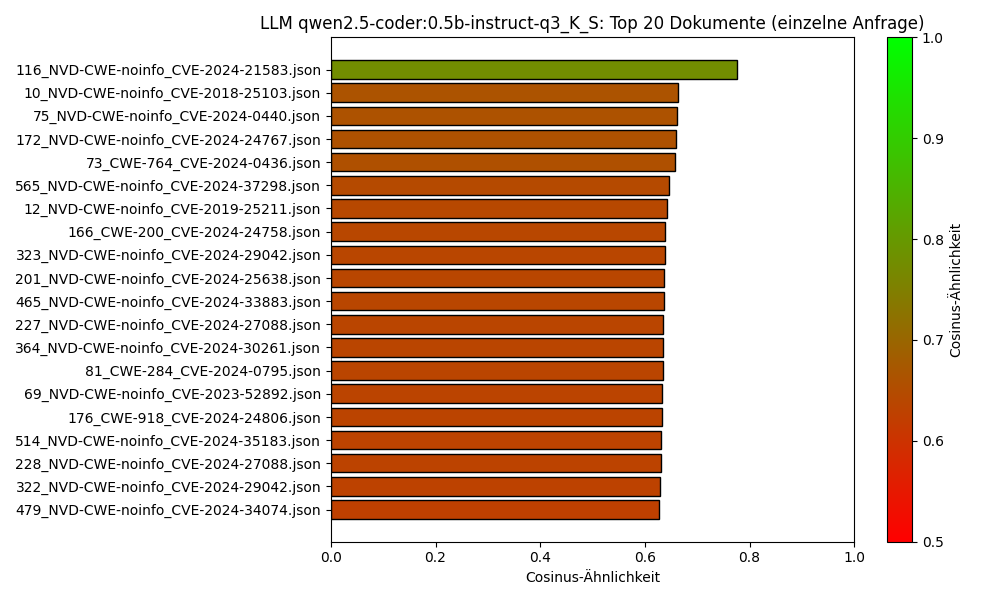 LLM qwen2.5-coder:0.5b-instruct-q3_K_S: Top 20 Dokumente (einzelne Anfrage)
116_NVD-CWE-noinfo_CVE-2024-21583.json
10_NVD-CWE-noinfo_CVE-2018-25103.json
75_NVD-CWE-noinfo_CVE-2024-0440.json
172_NVD-CWE-noinfo_CVE-2024-24767.json
73_CWE-764_CVE-2024-0436.json
565_NVD-CWE-noinfo_CVE-2024-37298.json
12_NVD-CWE-noinfo_CVE-2019-25211.json
166_CWE-200_CVE-2024-24758.json
323_NVD-CWE-noinfo_CVE-2024-29042.json
201_NVD-CWE-noinfo_CVE-2024-25638.json
465_NVD-CWE-noinfo_CVE-2024-33883.json
227_NVD-CWE-noinfo_CVE-2024-27088.json
364_NVD-CWE-noinfo_CVE-2024-30261.json
81_CWE-284_CVE-2024-0795.json
69_NVD-CWE-noinfo_CVE-2023-52892.json
176_CWE-918_CVE-2024-24806.json
514_NVD-CWE-noinfo_CVE-2024-35183.json
228_NVD-CWE-noinfo_CVE-2024-27088.json
322_NVD-CWE-noinfo_CVE-2024-29042.json
479_NVD-CWE-noinfo_CVE-2024-34074.json
0.0 0.2 0.4 0.6 0.8 1.0
Cosinus-Ähnlichkeit
1.0
0.9
0.8
0.7
0.6
0.5
Cosinus-Ähnlichkeit